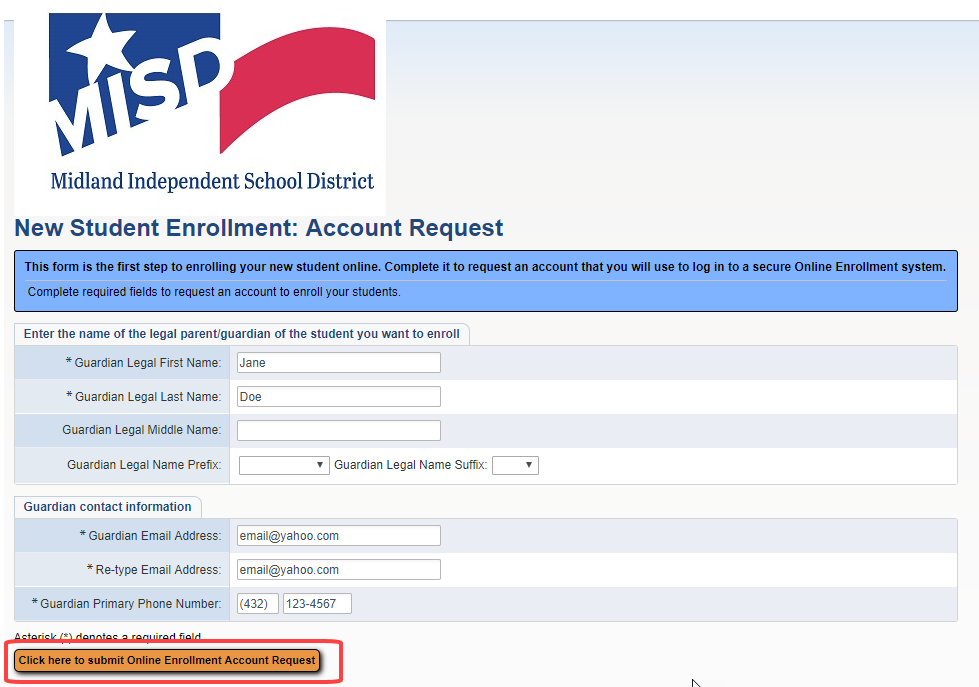 MISD
Midland Independent School District
New Student Enrollment: Account Request
This form is the first step to enrolling your new student online. Complete it to request an account that you will use to log in to a secure Online Enrollment system.
Complete required fields to request an account to enroll your students.
Enter the name of the legal parent/guardian of the student you want to enroll
* Guardian Legal First Name: Jane
* Guardian Legal Last Name: Doe
Guardian Legal Middle Name:
Guardian Legal Name Prefix: Guardian Legal Name Suffix:
Guardian contact information
* Guardian Email Address: email@yahoo.com
* Re-type Email Address: email@yahoo.com
* Guardian Primary Phone Number: (432) 123-4567
Asterisk (*) denotes a required field
Click here to submit Online Enrollment Account Request